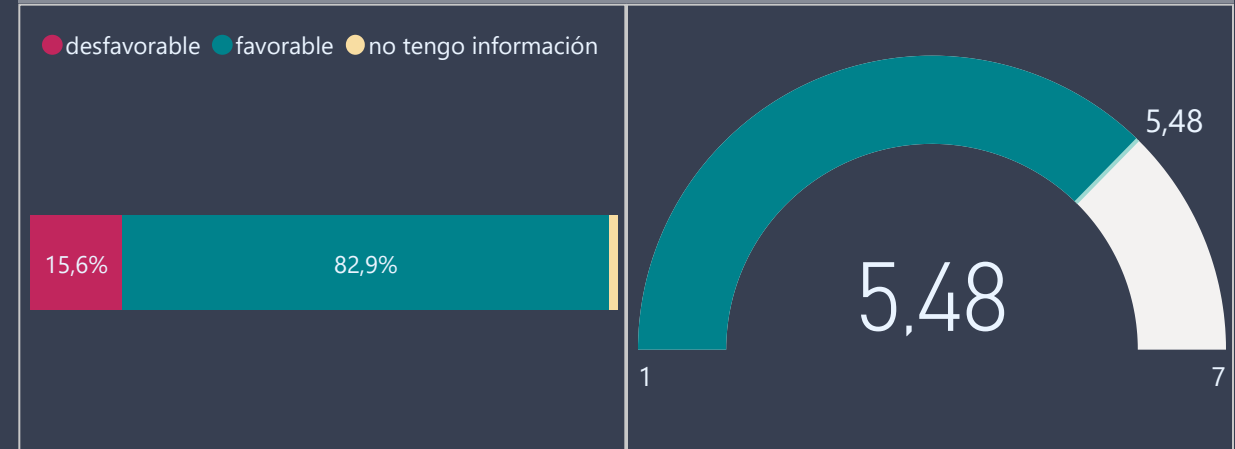 desfavorable favorable no tengo información
15,6% 82,9%
5,48
5,48
1 7